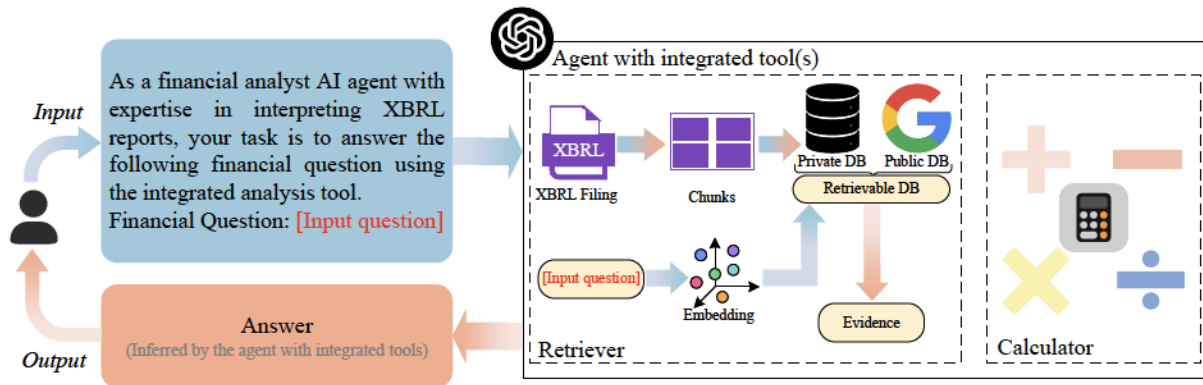 Input
As a financial analyst AI agent with
expertise in interpreting XBRL
reports, your task is to answer the
following financial question using
the integrated analysis tool.
Financial Question: [Input question]
Answer
(Inferred by the agent with integrated tools)
Output
Agent with integrated tool(s)
XBRL
XBRL Filing
Chunks
Private DB
Public DB
Retrievable DB
[Input question]
Embedding
Evidence
Retriever
Calculator